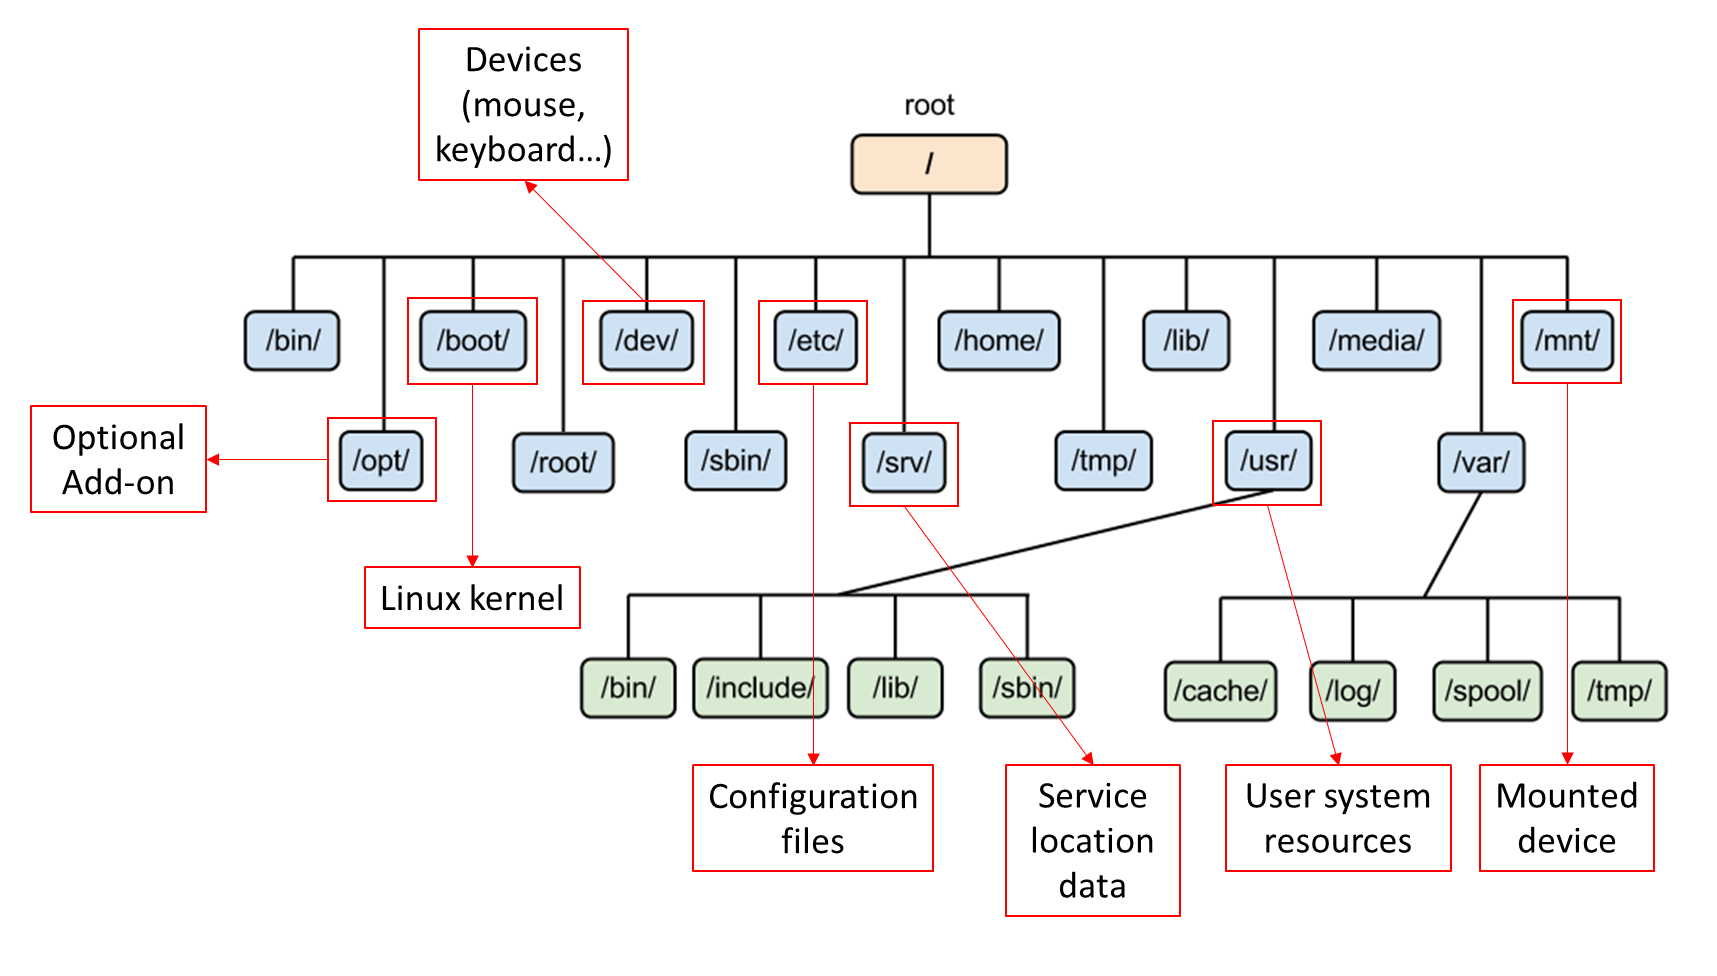 Devices
(mouse,
keyboard...)
root
/
/bin/
/boot/
/dev/
/etc/
/home/
/lib/
/media/
/mnt/
Optional
Add-on
/opt/
/root/
/sbin/
/srv/
/tmp/
/usr/
/var/
Linux kernel
/bin/
/include/
/lib/
/sbin/
/cache/
/log/
/spool/
/tmp/
Configuration
files
Service
location
data
User system
resources
Mounted
device